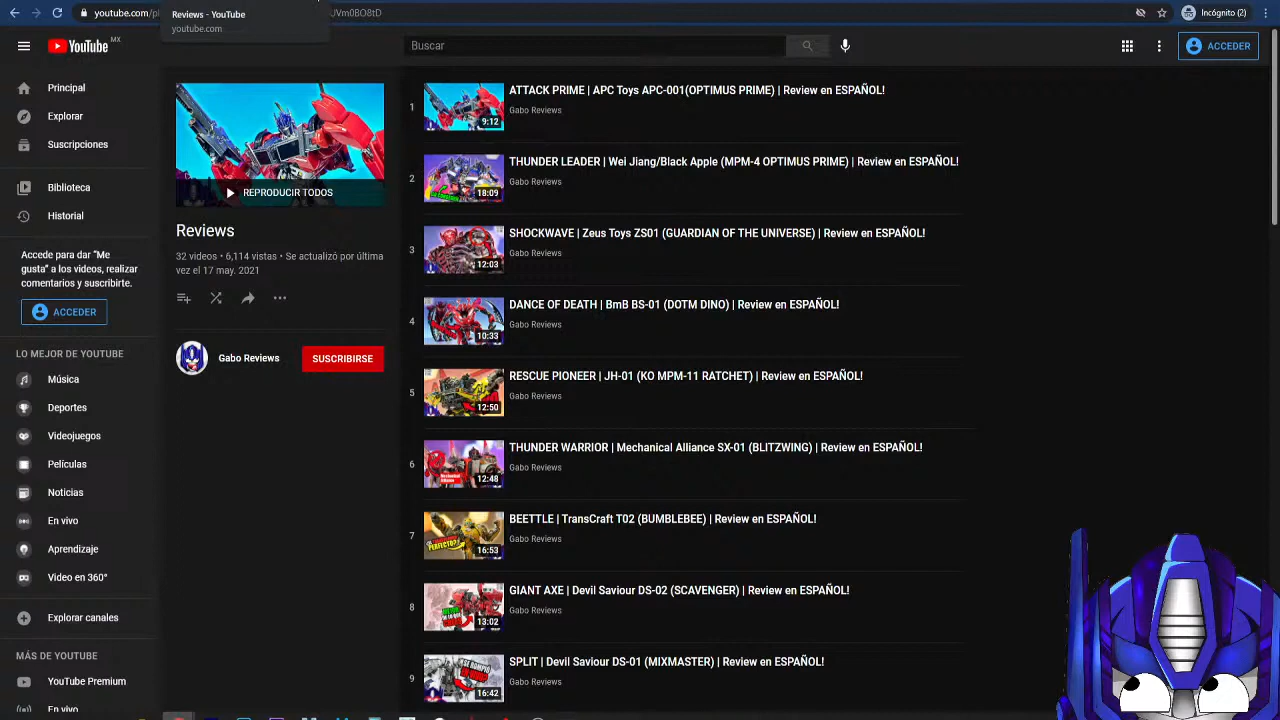 Reviews - YouTube
youtube.com
youtube.com/pl
UVm0BO8tD
Incógnito (2)
YouTube MX
Buscar
ACCEDER
Principal
Explorar
Suscripciones
Biblioteca
Historial
Accede para dar “Me
gusta” a los videos, realizar
comentarios y suscribirte.
ACCEDER
LO MEJOR DE YOUTUBE
Música
Deportes
Videojuegos
Películas
Noticias
En vivo
Aprendizaje
Video en 360°
Explorar canales
MÁS DE YOUTUBE
YouTube Premium
En vivo
REPRODUCIR TODOS
Reviews
32 videos • 6,114 vistas • Se actualizó por última
vez el 17 may. 2021
Gabo Reviews
SUSCRIBIRSE
1
9:12
ATTACK PRIME | APC Toys APC-001(OPTIMUS PRIME) | Review en ESPAÑOL!
Gabo Reviews
2
18:09
THUNDER LEADER | Wei Jiang/Black Apple (MPM-4 OPTIMUS PRIME) | Review en ESPAÑOL!
Gabo Reviews
3
12:03
SHOCKWAVE | Zeus Toys ZS01 (GUARDIAN OF THE UNIVERSE) | Review en ESPAÑOL!
Gabo Reviews
4
10:33
DANCE OF DEATH | BmB BS-01 (DOTM DINO) | Review en ESPAÑOL!
Gabo Reviews
5
12:50
RESCUE PIONEER | JH-01 (KO MPM-11 RATCHET) | Review en ESPAÑOL!
Gabo Reviews
6
12:48
THUNDER WARRIOR | Mechanical Alliance SX-01 (BLITZWING) | Review en ESPAÑOL!
Gabo Reviews
7
16:53
BEETTLE | TransCraft T02 (BUMBLEBEE) | Review en ESPAÑOL!
Gabo Reviews
8
13:02
GIANT AXE | Devil Saviour DS-02 (SCAVENGER) | Review en ESPAÑOL!
Gabo Reviews
9
16:42
SPLIT | Devil Saviour DS-01 (MIXMASTER) | Review en ESPAÑOL!
Gabo Reviews